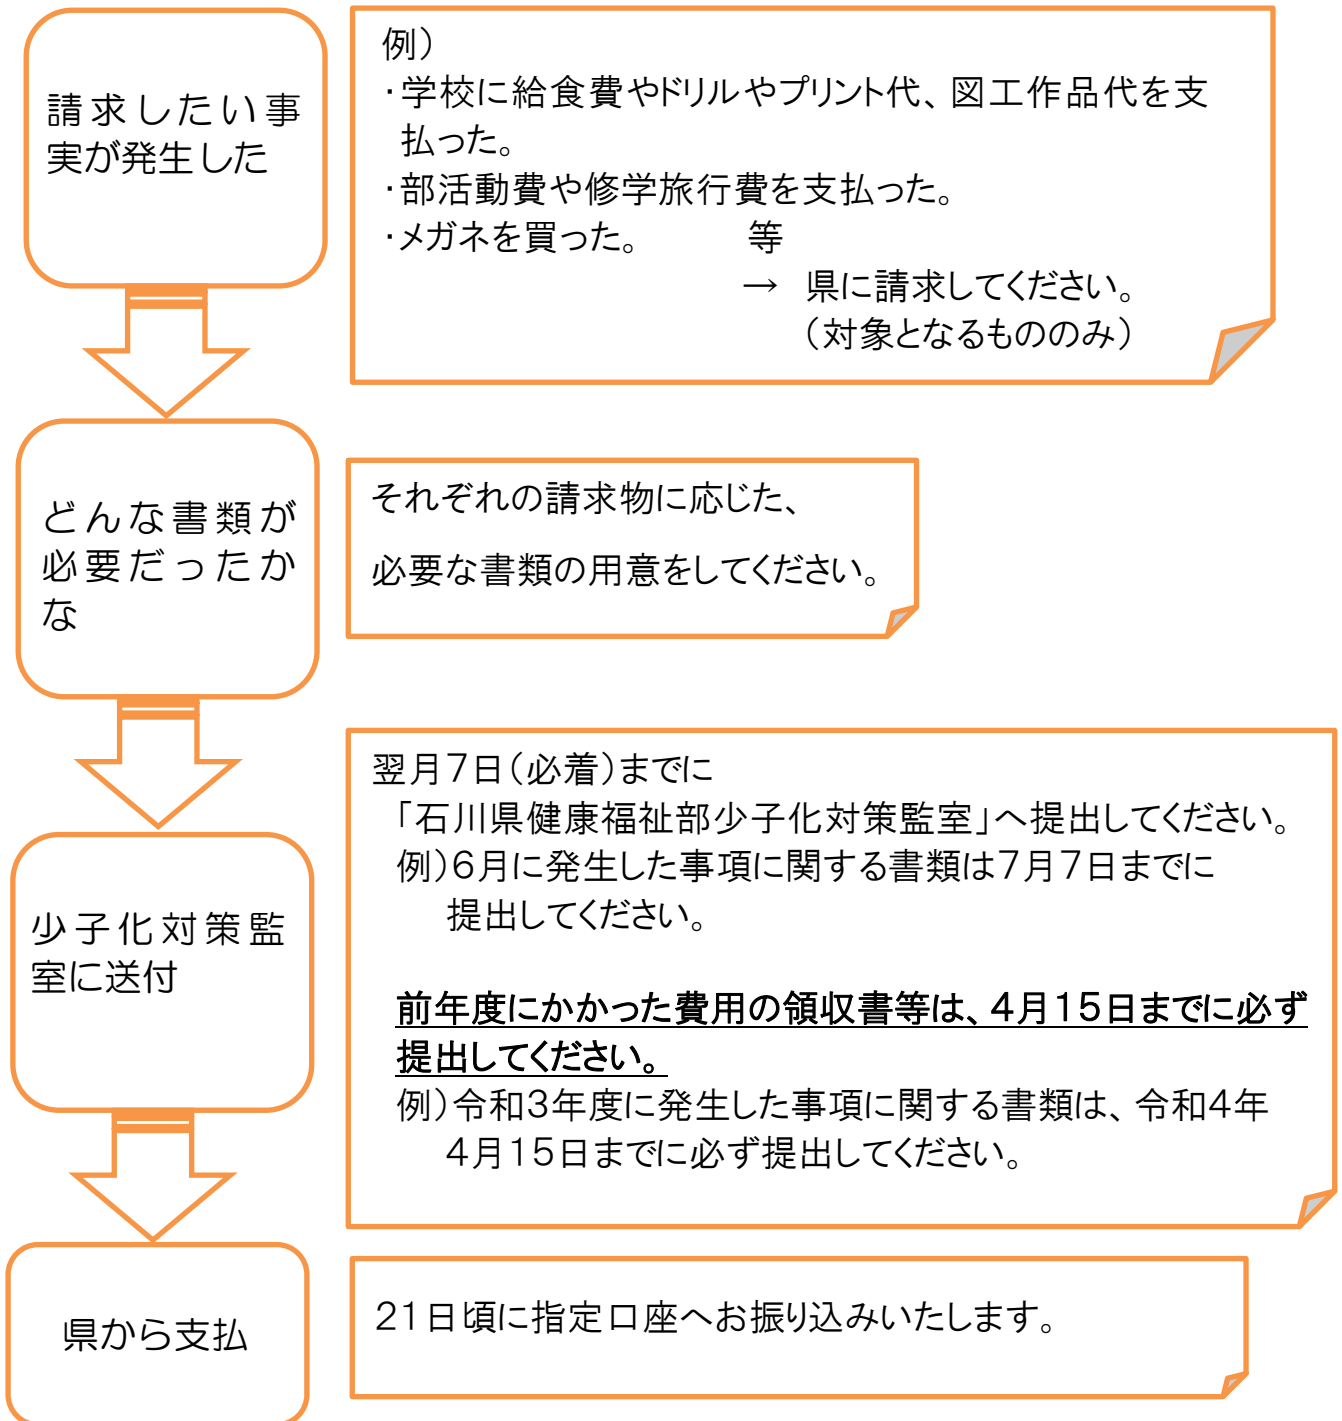 請求したい事
実が発生した
例）
・学校に給食費やドリルやプリント代、図工作品代を支
払った。
・部活動費や修学旅行費を支払った。
・メガネを買った。　　　等
→　県に請求してください。
（対象となるもののみ）
どんな書類が
必要だったか
な
それぞれの請求物に応じた、
必要な書類の用意をしてください。
少子化対策監
室に送付
翌月７日（必着）までに
「石川県健康福祉部少子化対策監室」へ提出してください。
例）６月に発生した事項に関する書類は７月７日までに
提出してください。
前年度にかかった費用の領収書等は、４月１５日までに必ず
提出してください。
例）令和３年度に発生した事項に関する書類は、令和４年
４月１５日までに必ず提出してください。
県から支払
２１日頃に指定口座へお振り込みいたします。